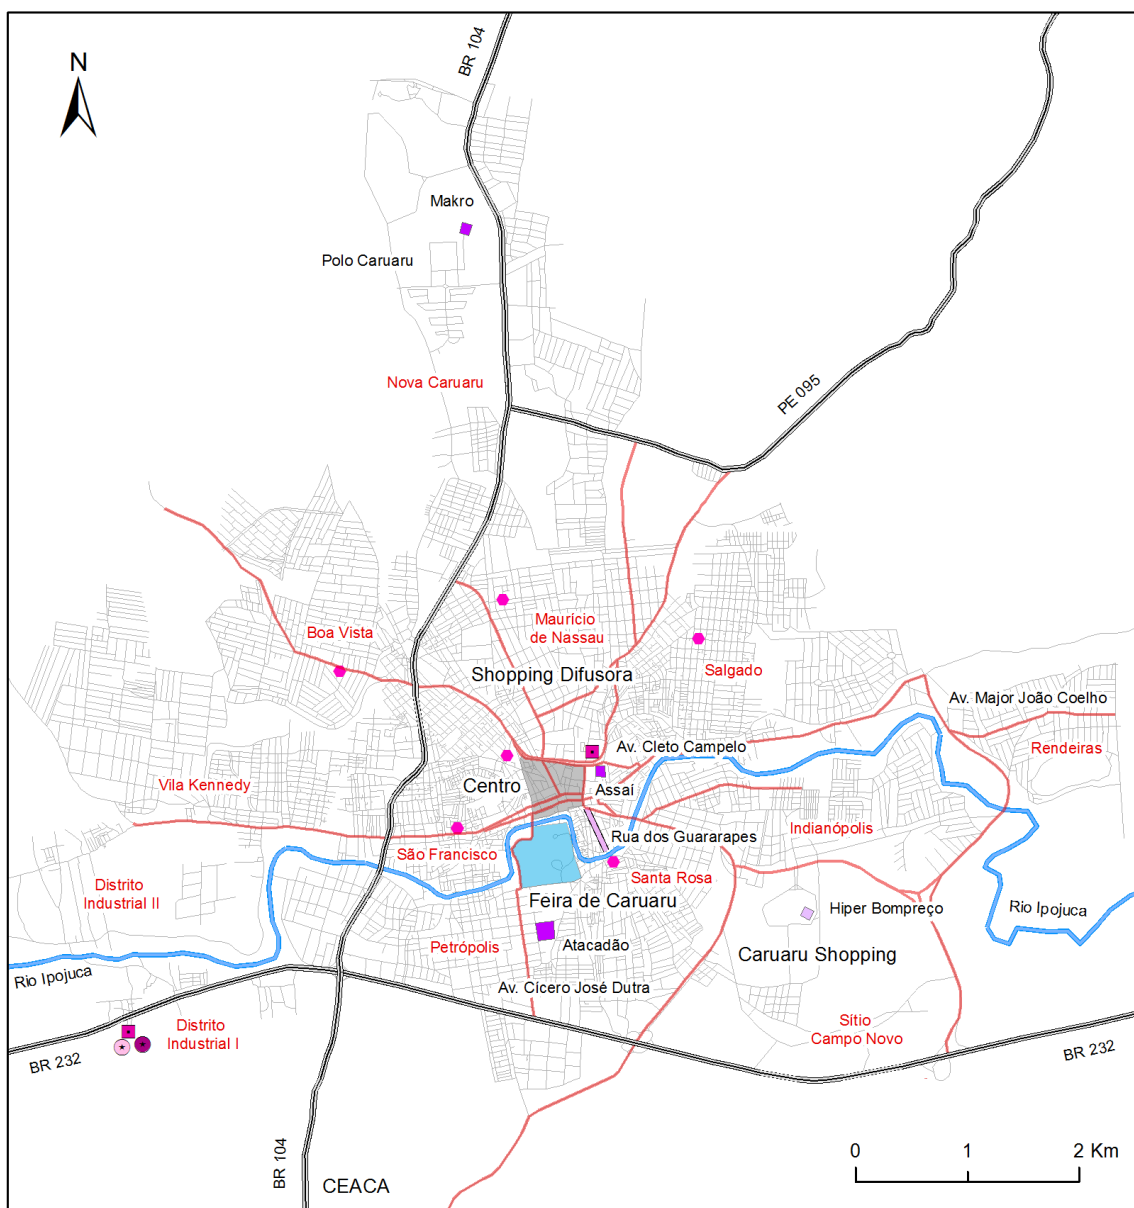 BR 104
N
Makro
Polo Caruaru
Nova Caruaru
PE 095
Maurício
de Nassau
Boa Vista
Shopping Difusora
Salgado
Av. Major João Coelho
Av. Cleto Campelo
Rendeiras
Vila Kennedy
Centro
Assaí
Rua dos Guararapes
Indianópolis
São Francisco
Santa Rosa
Distrito
Industrial II
Feira de Caruaru
Hiper Bompreço
Rio Ipojuca
Petrópolis
Atacadão
Caruaru Shopping
Rio Ipojuca
Av. Cícero José Dutra
Distrito
Industrial I
Sítio
Campo Novo
BR 232
BR 232
BR 104
0 1 2 Km
CEACA